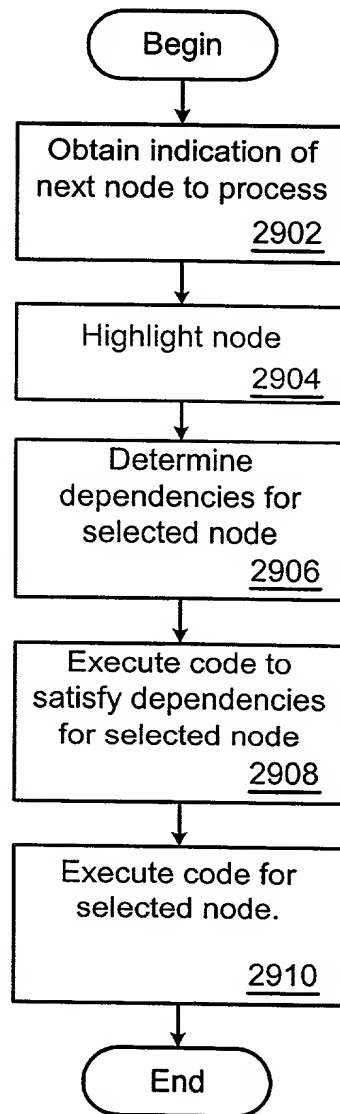 Begin
Obtain indication of
next node to process
2902
Highlight node
2904
Determine
dependencies for
selected node
2906
Execute code to
satisfy dependencies
for selected node
2908
Execute code for
selected node.
2910
End